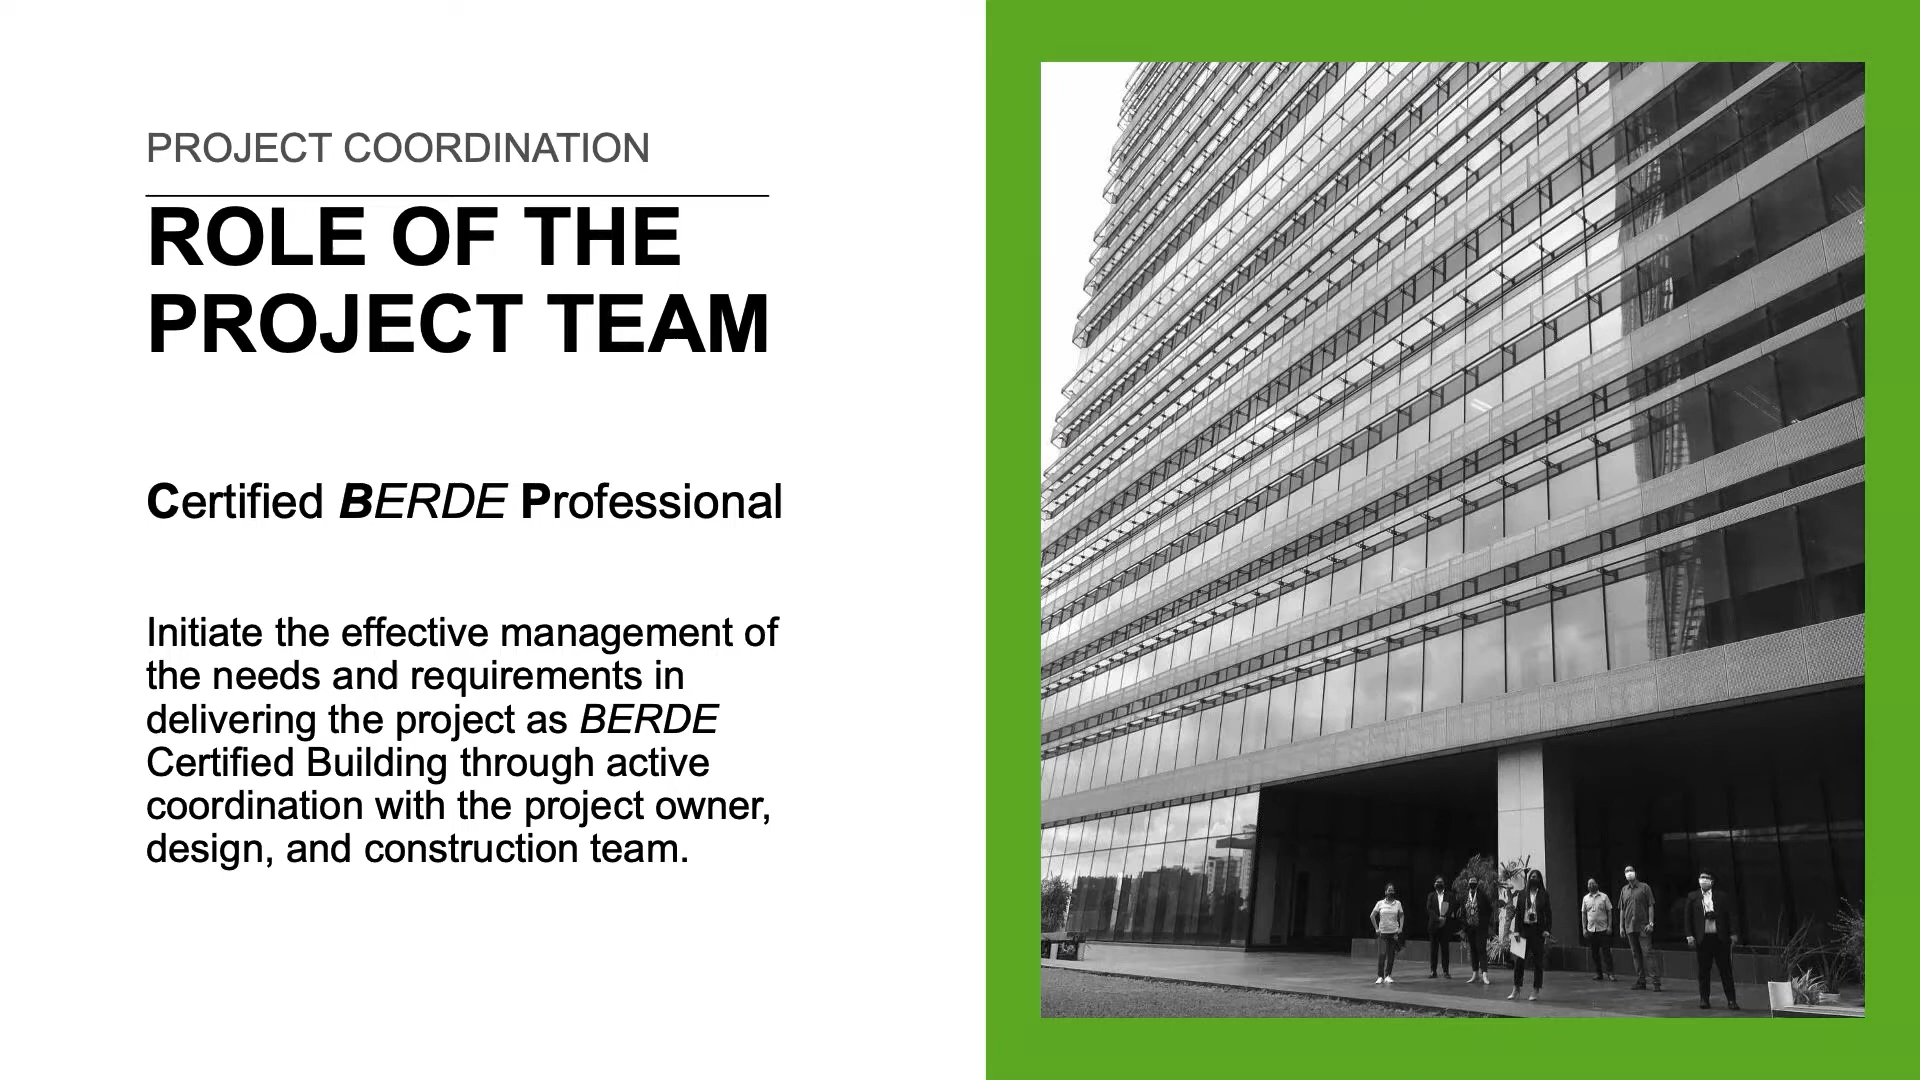 PROJECT COORDINATION
ROLE OF THE
PROJECT TEAM
Certified BERDE Professional
Initiate the effective management of
the needs and requirements in
delivering the project as BERDE
Certified Building through active
coordination with the project owner,
design, and construction team.